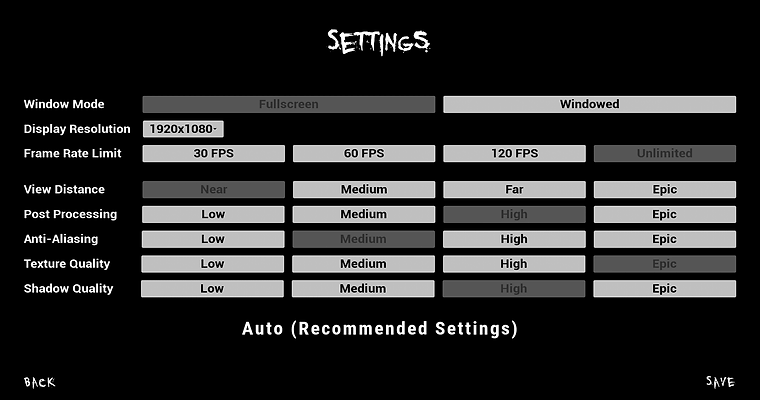 SETTINGS
Window Mode Fullscreen Windowed
Display Resolution 1920x1080
Frame Rate Limit 30 FPS 60 FPS 120 FPS Unlimited
View Distance Near Medium Far Epic
Post Processing Low Medium High Epic
Anti-Aliasing Low Medium High Epic
Texture Quality Low Medium High Epic
Shadow Quality Low Medium High Epic
Auto (Recommended Settings)
BACK SAVE